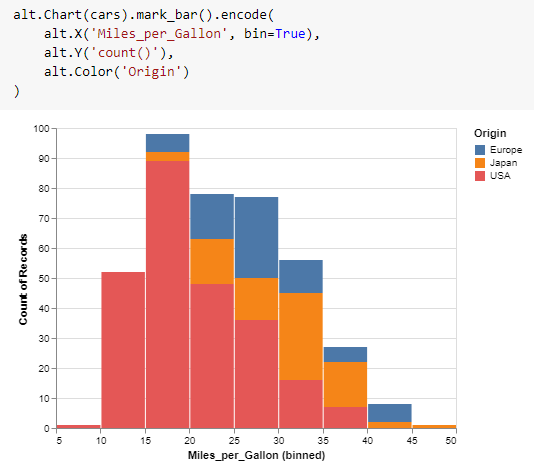 alt.Chart(cars).mark_bar().encode(
    alt.X('Miles_per_Gallon', bin=True),
    alt.Y('count()'),
    alt.Color('Origin')
)
100
90
80
70
60
50
40
30
20
10
0
Count of Records
5 10 15 20 25 30 35 40 45 50
Miles_per_Gallon (binned)
Origin
Europe
Japan
USA